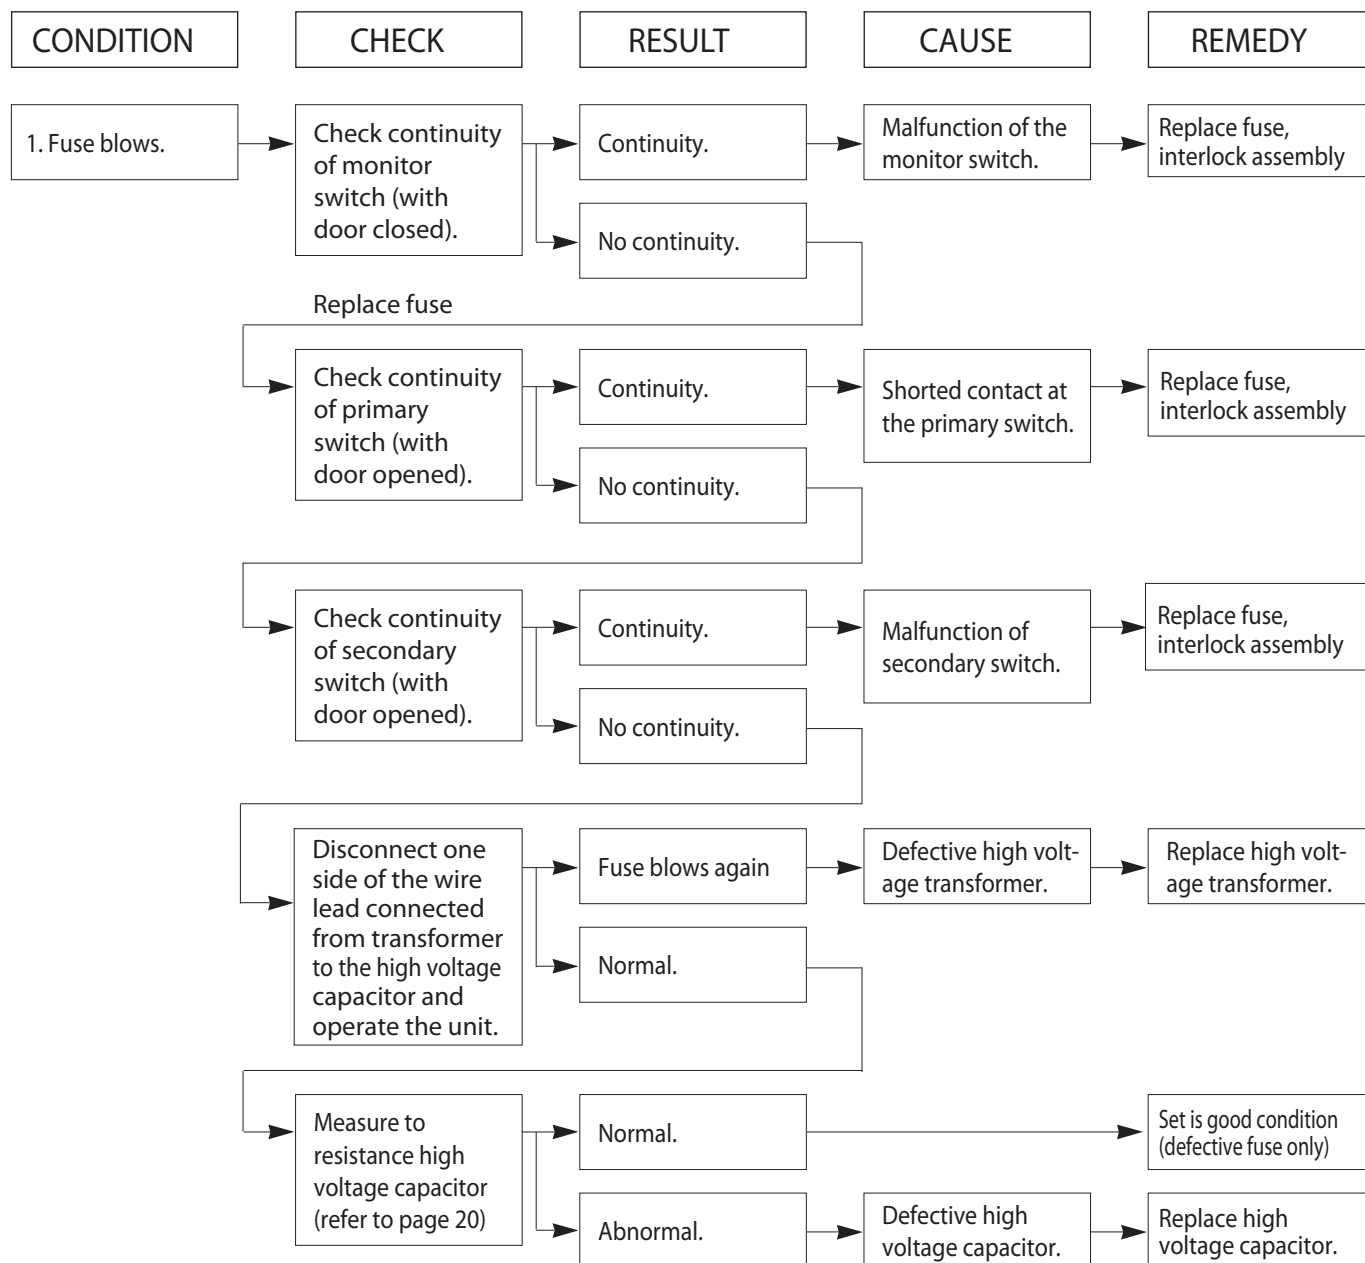 CONDITION
CHECK
RESULT
CAUSE
REMEDY
1. Fuse blows.
Check continuity
of monitor
switch (with
door closed).
Continuity.
Malfunction of the
monitor switch.
Replace fuse,
interlock assembly
No continuity.
Replace fuse
Check continuity
of primary
switch (with
door opened).
Continuity.
Shorted contact at
the primary switch.
Replace fuse,
interlock assembly
No continuity.
Check continuity
of secondary
switch (with
door opened).
Continuity.
Malfunction of
secondary switch.
Replace fuse,
interlock assembly
No continuity.
Disconnect one
side of the wire
lead connected
from transformer
to the high voltage
capacitor and
operate the unit.
Fuse blows again
Defective high volt-
age transformer.
Replace high volt-
age transformer.
Normal.
Measure to
resistance high
voltage capacitor
(refer to page 20)
Normal.
Set is good condition
(defective fuse only)
Abnormal.
Defective high
voltage capacitor.
Replace high
voltage capacitor.